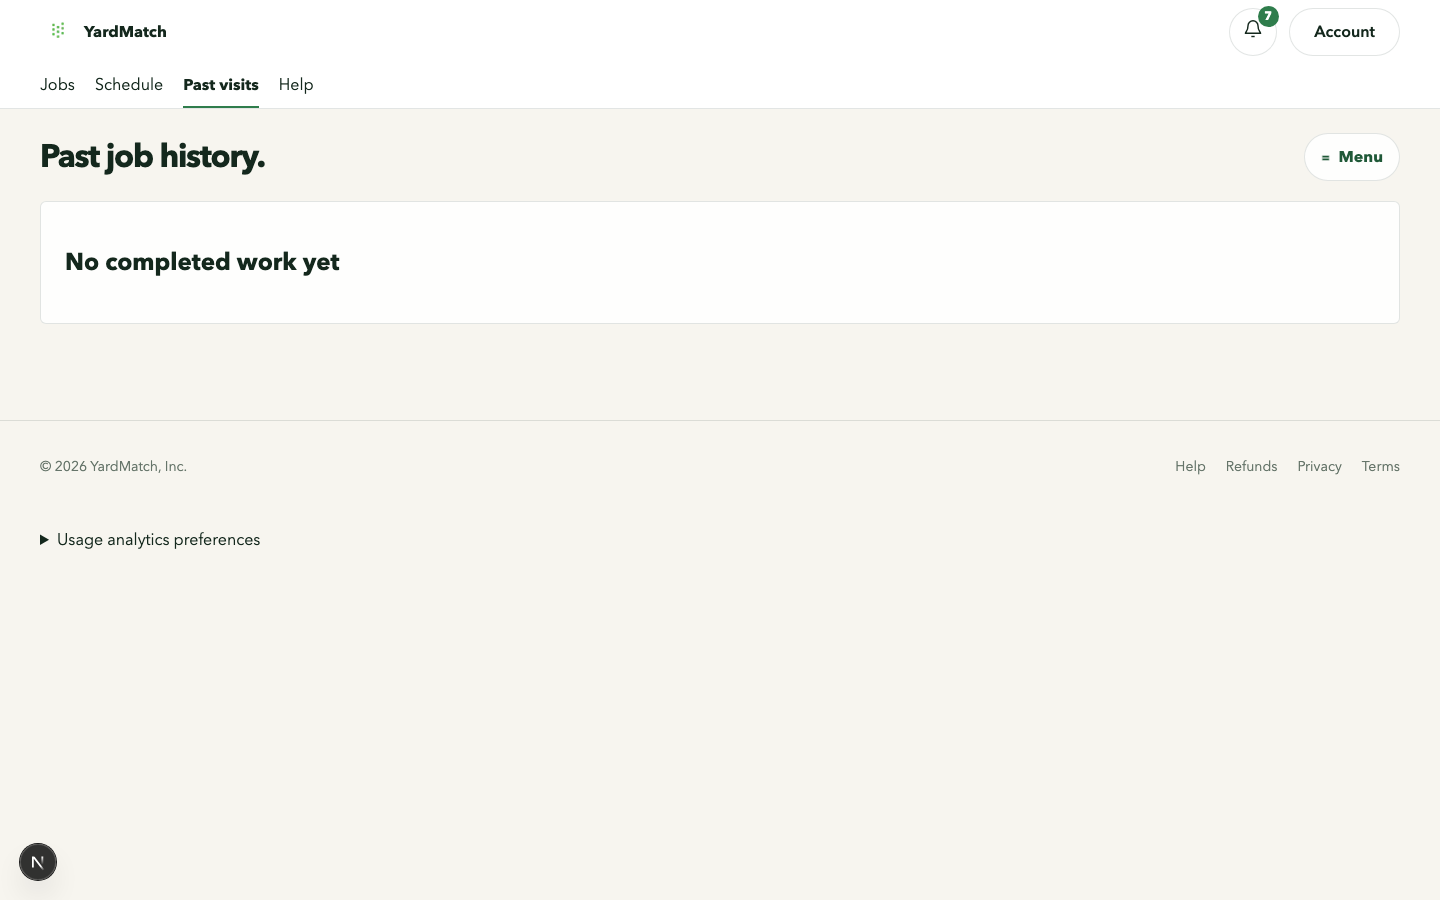 YardMatch
7
Account
Jobs Schedule Past visits Help
Past job history.
= Menu
No completed work yet
© 2026 YardMatch, Inc.
Help Refunds Privacy Terms
Usage analytics preferences
N